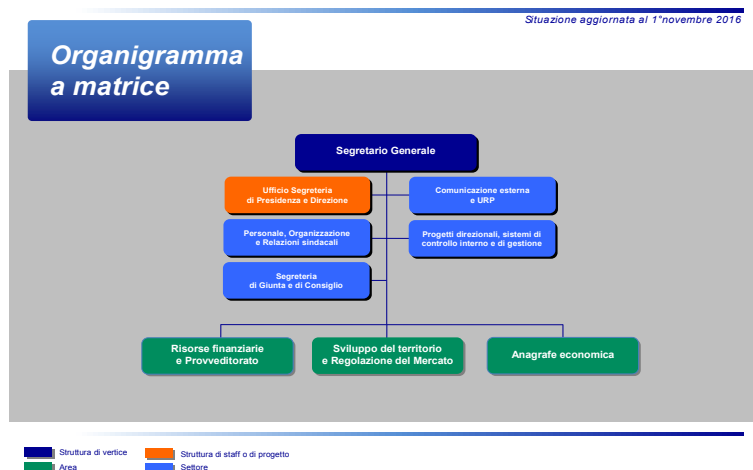 Situazione aggiornata al 1°novembre 2016
Organigramma
a matrice
Segretario Generale
Ufficio Segreteria
di Presidenza e Direzione
Comunicazione esterna
e URP
Personale, Organizzazione
e Relazioni sindacali
Progetti direzionali, sistemi di
controllo interno e di gestione
Segreteria
di Giunta e di Consiglio
Risorse finanziarie
e Provveditorato
Sviluppo del territorio
e Regolazione del Mercato
Anagrafe economica
Struttura di vertice
Struttura di staff o di progetto
Area
Settore